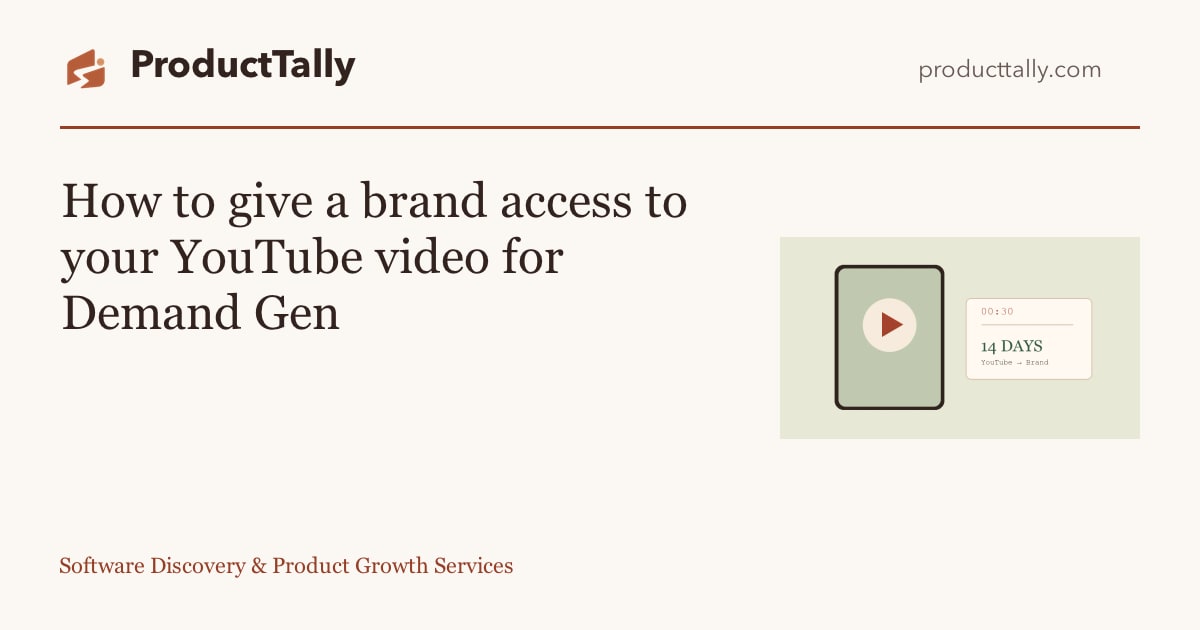 ProductTally
producttally.com
How to give a brand access to
your YouTube video for
Demand Gen
00:30
14 DAYS
YouTube → Brand
Software Discovery & Product Growth Services